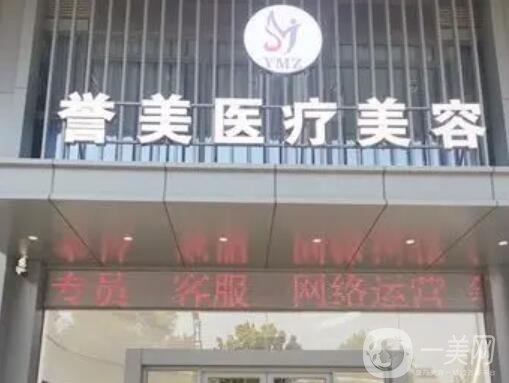 YMZ
誉美医疗美容
专员 客服 网络运营
一美网